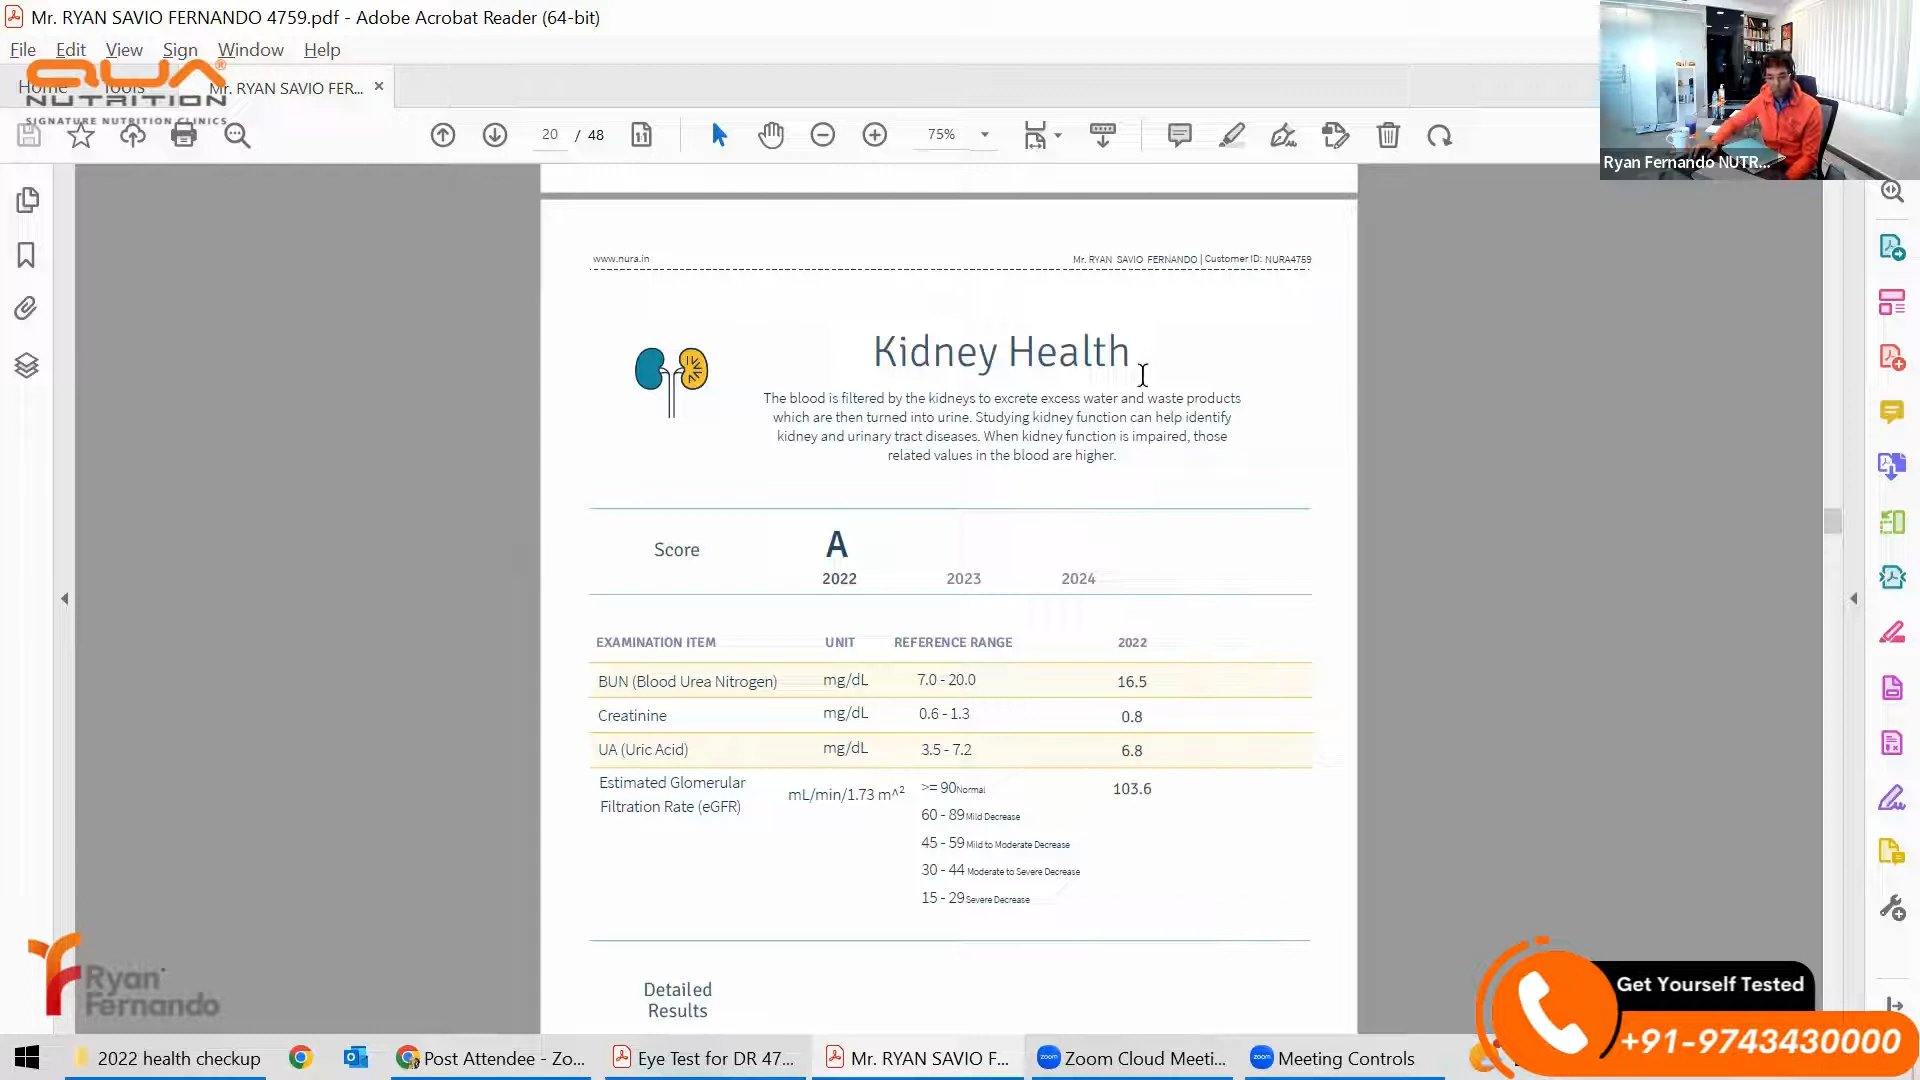 Mr. RYAN SAVIO FERNANDO 4759.pdf - Adobe Acrobat Reader (64-bit)
File Edit View Sign Window Help
QUA
NUTRITION
SIGNATURE NUTRITION CLINICS
Home Tools Mr. RYAN SAVIO FER...
20 / 48
75%
Ryan Fernando NUTR...
www.nura.in
Mr. RYAN SAVIO FERNANDO | Customer ID: NURA4759
Kidney Health
The blood is filtered by the kidneys to excrete excess water and waste products
which are then turned into urine. Studying kidney function can help identify
kidney and urinary tract diseases. When kidney function is impaired, those
related values in the blood are higher.
Score A
2022 2023 2024
EXAMINATION ITEM UNIT REFERENCE RANGE 2022
BUN (Blood Urea Nitrogen) mg/dL 7.0 - 20.0 16.5
Creatinine mg/dL 0.6 - 1.3 0.8
UA (Uric Acid) mg/dL 3.5 - 7.2 6.8
Estimated Glomerular
Filtration Rate (eGFR) mL/min/1.73 m^2 >= 90 Normal 103.6
60 - 89 Mild Decrease
45 - 59 Mild to Moderate Decrease
30 - 44 Moderate to Severe Decrease
15 - 29 Severe Decrease
Detailed
Results
Ryan
Fernando
Get Yourself Tested
+91-9743430000
2022 health checkup
Post Attendee - Zo...
Eye Test for DR 47...
Mr. RYAN SAVIO F...
Zoom Cloud Meeti...
Meeting Controls